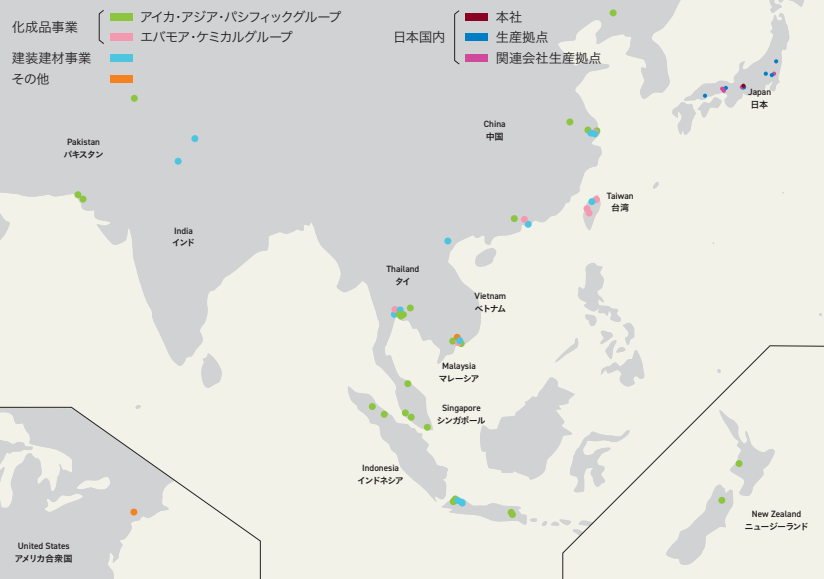 化成品事業
アイカ・アジア・パシフィックグループ
エバモア・ケミカルグループ
建装建材事業
その他
日本国内
本社
生産拠点
関連会社生産拠点
Japan
日本
China
中国
Pakistan
パキスタン
Taiwan
台湾
India
インド
Thailand
タイ
Vietnam
ベトナム
Malaysia
マレーシア
Singapore
シンガポール
Indonesia
インドネシア
New Zealand
ニュージーランド
United States
アメリカ合衆国